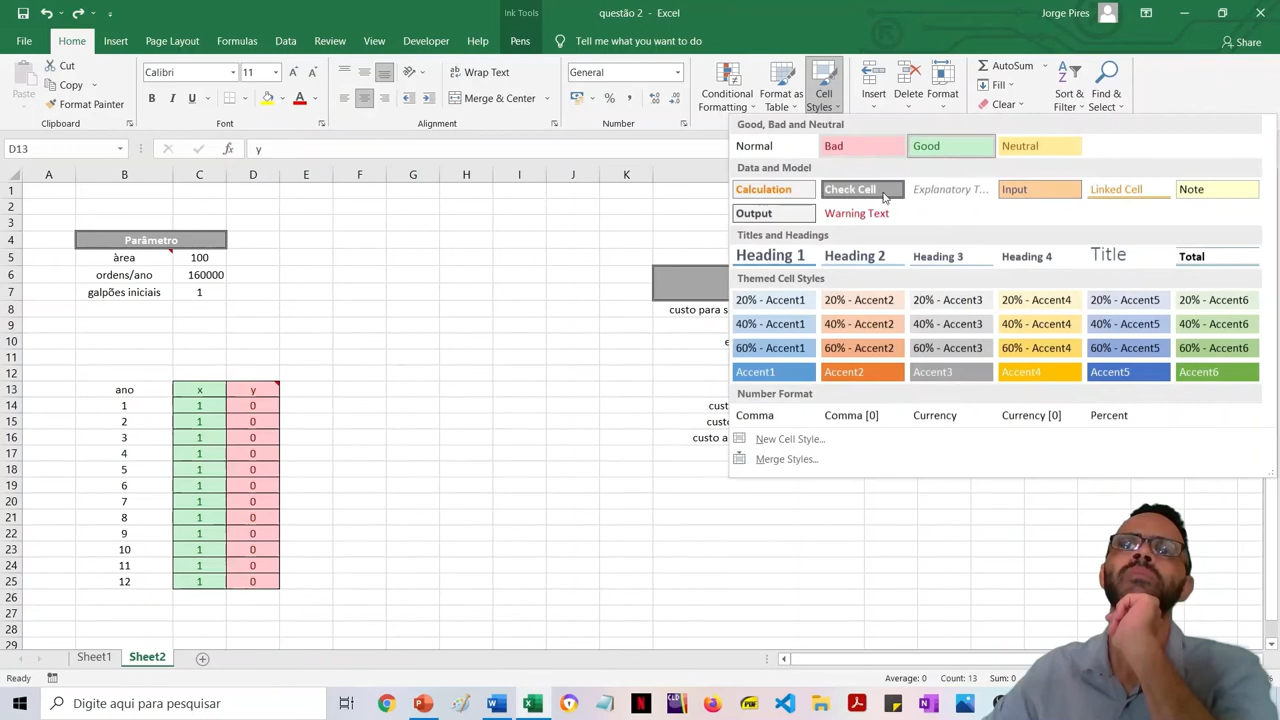 Ink Tools
questão 2 - Excel
Jorge Pires
File Home Insert Page Layout Formulas Data Review View Developer Help Pens Tell me what you want to do Share
Paste Cut Copy Format Painter Clipboard
Calibri 11 B I U A Font
Wrap Text Merge & Center Alignment
General % , Number
Conditional Formatting Format as Table Cell Styles
Insert Delete Format
AutoSum Fill Clear Sort & Filter Find & Select
D13 fx y
Good, Bad and Neutral
Normal Bad Good Neutral
Data and Model
Calculation Check Cell Explanatory T... Input Linked Cell Note
Output Warning Text
Titles and Headings
Heading 1 Heading 2 Heading 3 Heading 4 Title Total
Themed Cell Styles
20% - Accent1 20% - Accent2 20% - Accent3 20% - Accent4 20% - Accent5 20% - Accent6
40% - Accent1 40% - Accent2 40% - Accent3 40% - Accent4 40% - Accent5 40% - Accent6
60% - Accent1 60% - Accent2 60% - Accent3 60% - Accent4 60% - Accent5 60% - Accent6
Accent1 Accent2 Accent3 Accent4 Accent5 Accent6
Number Format
Comma Comma [0] Currency Currency [0] Percent
New Cell Style...
Merge Styles...
A B C D E F G H I J K
1
2
3
4 Parâmetro
5 àrea 100
6 ordens/ano 160000
7 galpões iniciais 1
8 custo para s
9
10 e
11
12
13 ano x y
14 1 1 0 cust
15 2 1 0 custo
16 3 1 0 custo a
17 4 1 0
18 5 1 0
19 6 1 0
20 7 1 0
21 8 1 0
22 9 1 0
23 10 1 0
24 11 1 0
25 12 1 0
26
27
28
29
Sheet1 Sheet2
Ready Average: 0 Count: 13 Sum: 0
Digite aqui para pesquisar